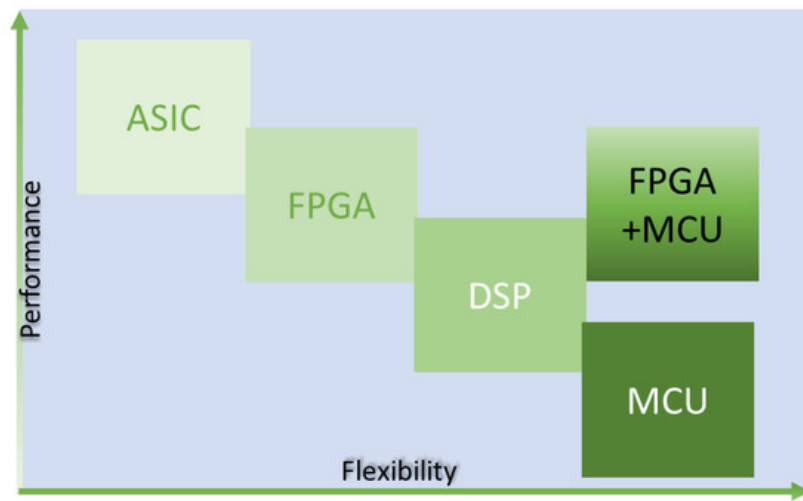 ASIC
FPGA
FPGA
+MCU
DSP
MCU
Performance
Flexibility